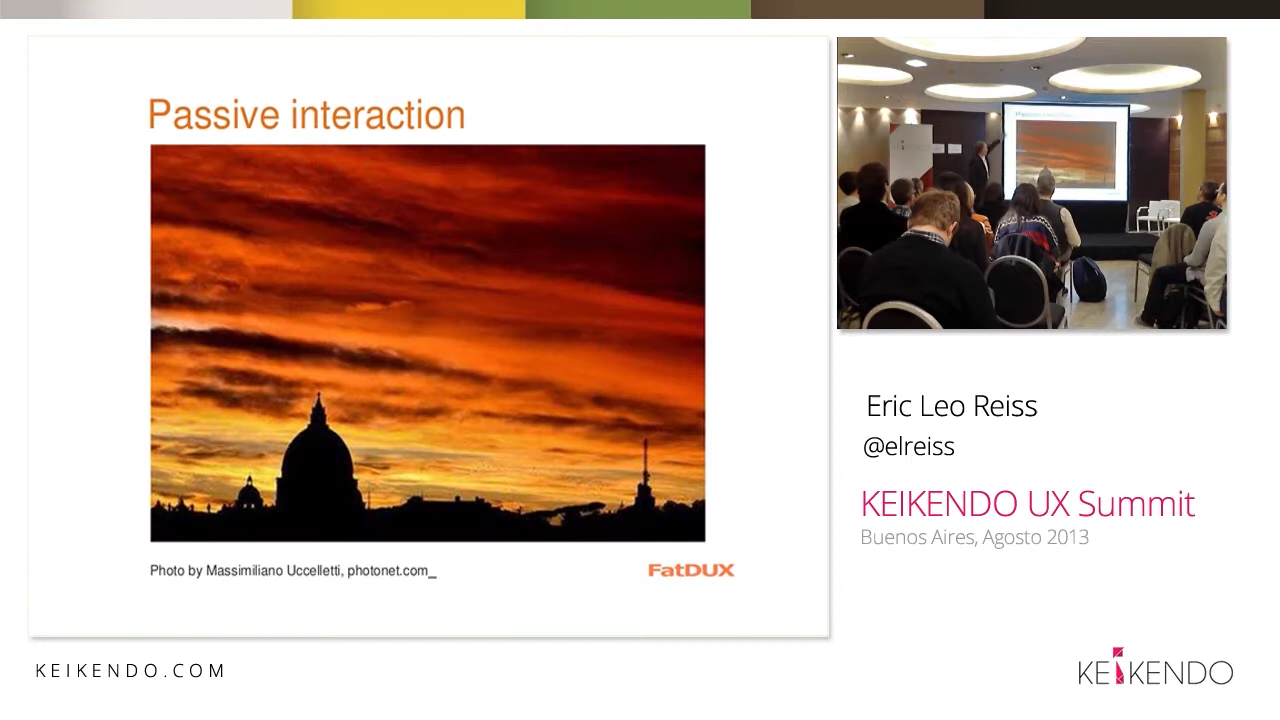 Passive interaction
Photo by Massimiliano Uccelletti, photonet.com_
FatDUX
Eric Leo Reiss
@elreiss
KEIKENDO UX Summit
Buenos Aires, Agosto 2013
KEIKENDO.COM
KEIKENDO